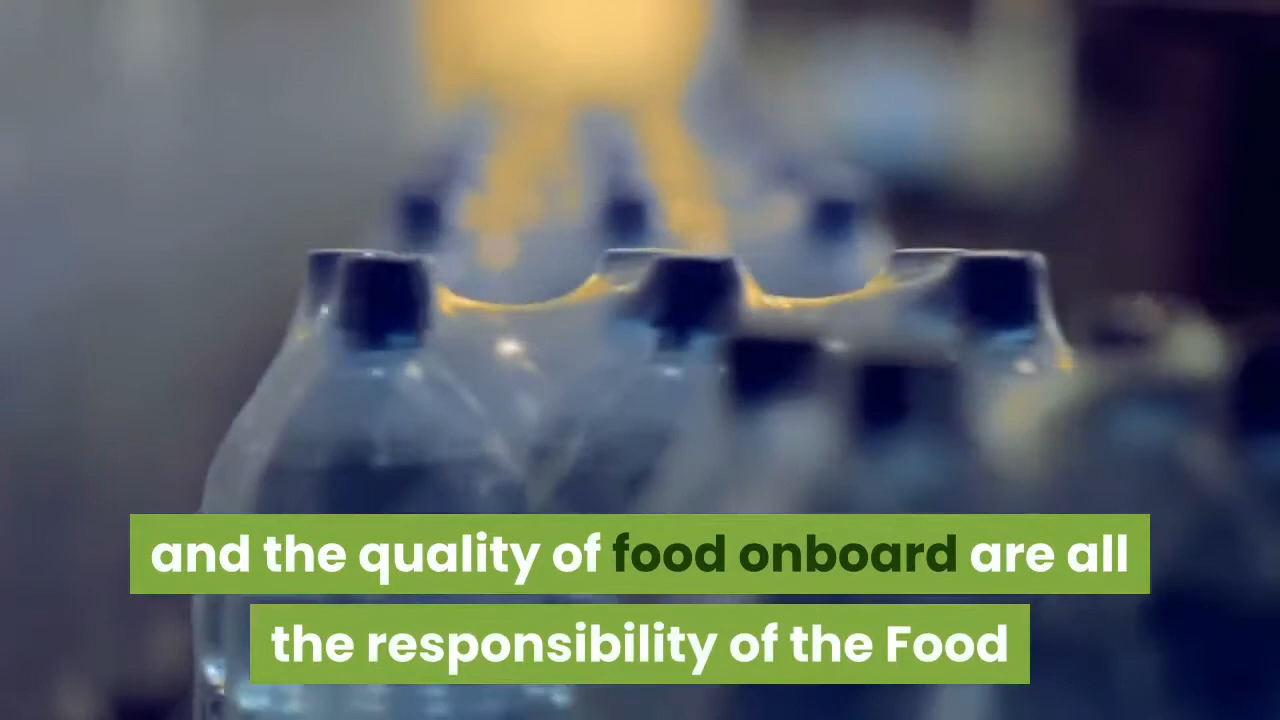 and the quality of food onboard are all
the responsibility of the Food